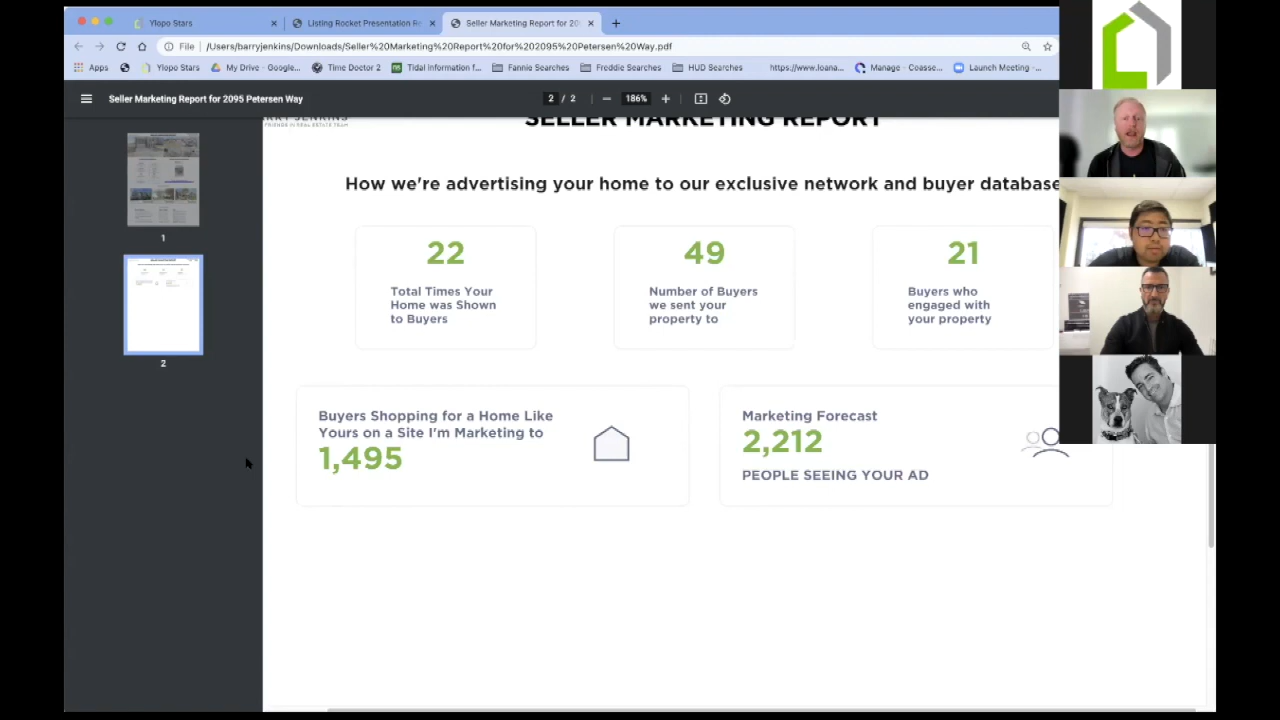 Ylopo Stars
Listing Rocket Presentation Re
Seller Marketing Report for 209
File
/Users/barryjenkins/Downloads/Seller%20Marketing%20Report%20for%202095%20Petersen%20Way.pdf
Apps
Ylopo Stars
My Drive - Google...
Time Doctor 2
Tidal Information f...
Fannie Searches
Freddie Searches
HUD Searches
https://www.loana...
Manage - Coasse...
Launch Meeting -...
Seller Marketing Report for 2095 Petersen Way
2 / 2
186%
1
2
SELLER MARKETING REPORT
How we're advertising your home to our exclusive network and buyer database
22
Total Times Your
Home was Shown
to Buyers
49
Number of Buyers
we sent your
property to
21
Buyers who
engaged with
your property
Buyers Shopping for a Home Like
Yours on a Site I'm Marketing to
1,495
Marketing Forecast
2,212
PEOPLE SEEING YOUR AD